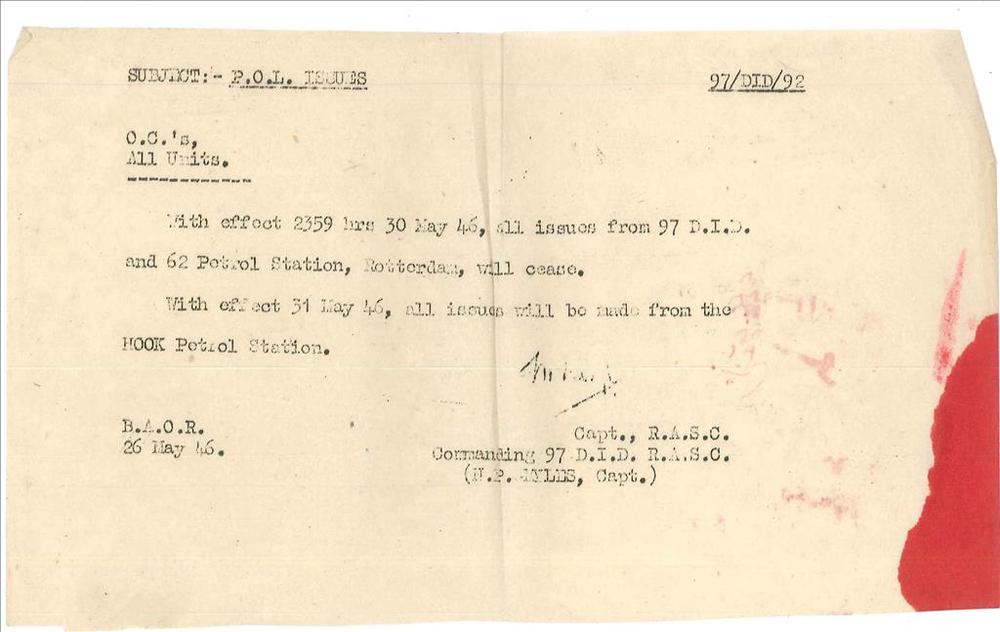 SUBJECT:- P.O.L. ISSUES 97/DID/92
O.C.'s,
All Units.
With effect 2359 hrs 30 May 46, all issues from 97 D.I.D.
and 62 Petrol Station, Rotterdam, will cease.
With effect 31 May 46, all issues will be made from the
HOOK Petrol Station.
B.A.O.R.
26 May 46.
Capt., R.A.S.C.
Commanding 97 D.I.D. R.A.S.C.
Capt.)